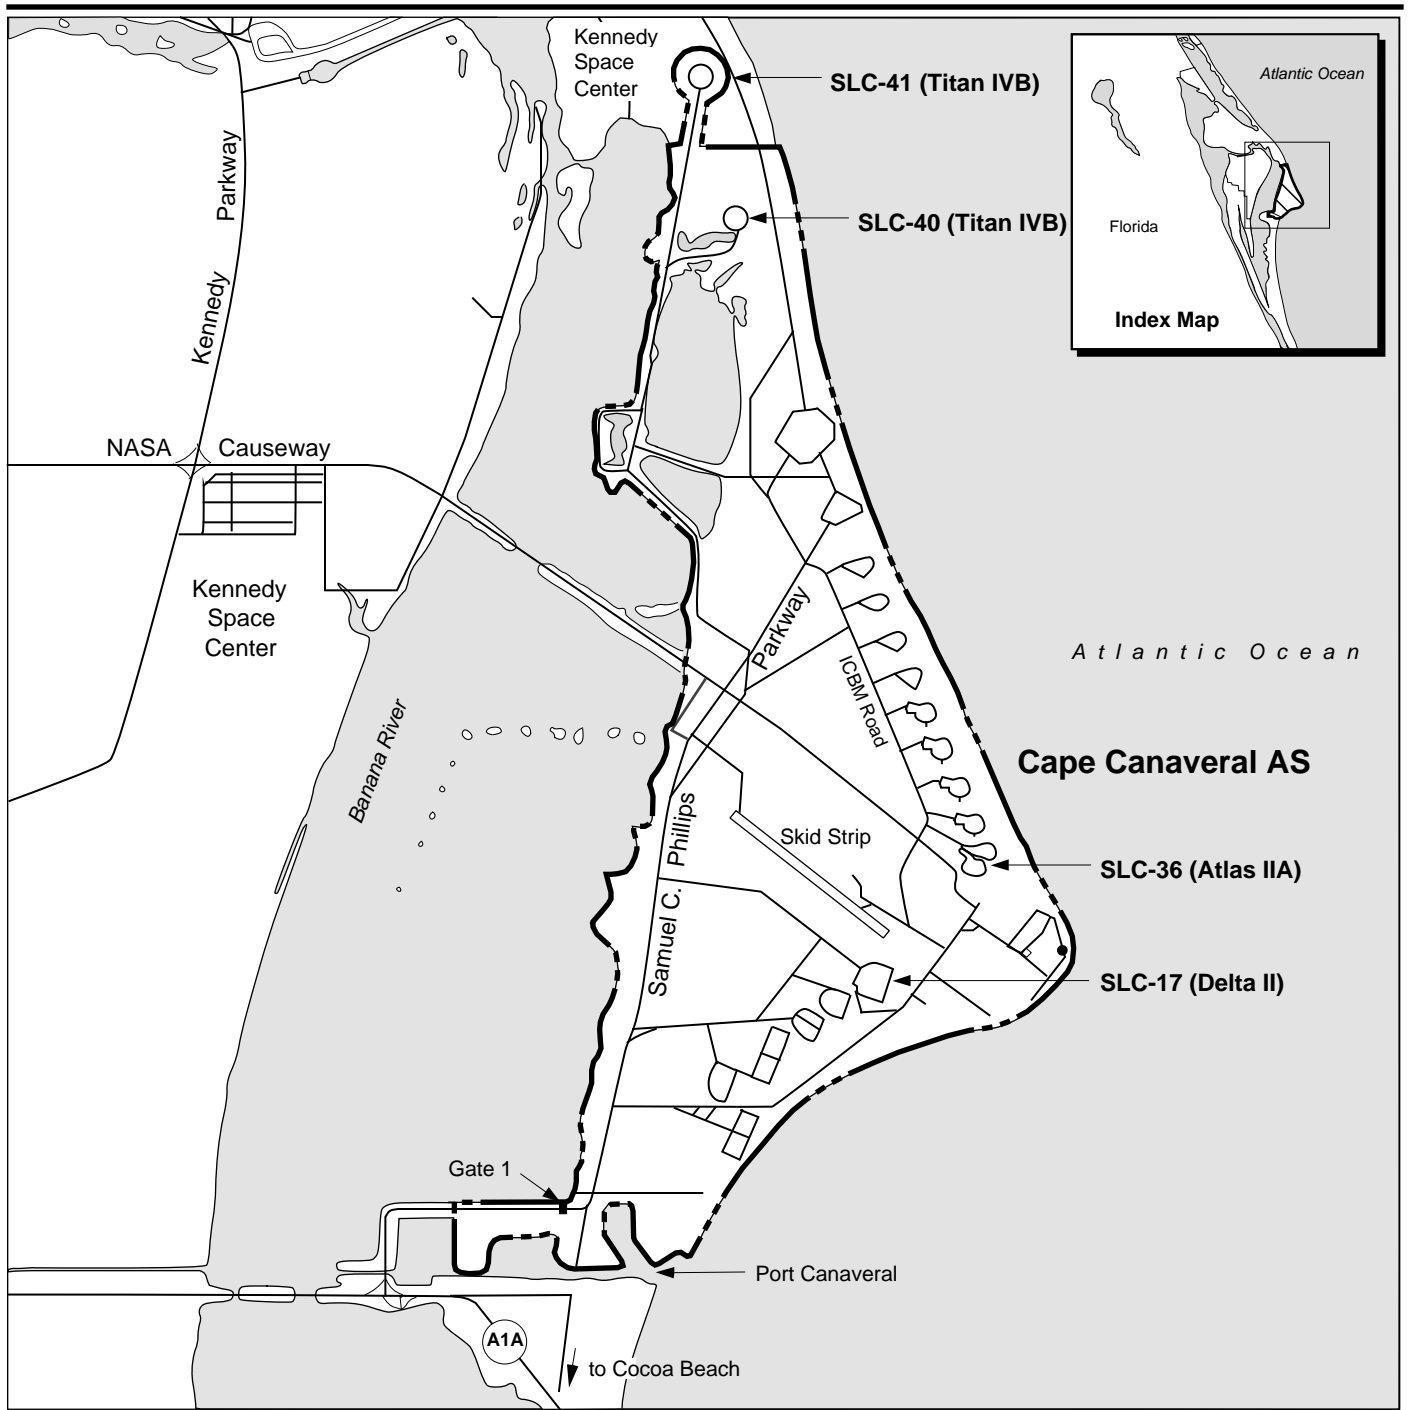 Kennedy
Space
Center
SLC-41 (Titan IVB)
Atlantic Ocean
Florida
Index Map
SLC-40 (Titan IVB)
Kennedy Parkway
NASA Causeway
Kennedy
Space
Center
Parkway
ICBM Road
Atlantic Ocean
Banana River
Cape Canaveral AS
Samuel C. Phillips
Skid Strip
SLC-36 (Atlas IIA)
SLC-17 (Delta II)
Gate 1
Port Canaveral
A1A
to Cocoa Beach